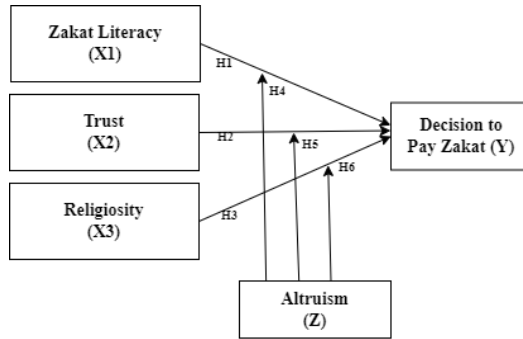 Zakat Literacy
(X1)
H1
H4
Trust
(X2)
H2
H5
Decision to
Pay Zakat (Y)
Religiosity
(X3)
H3
H6
Altruism
(Z)